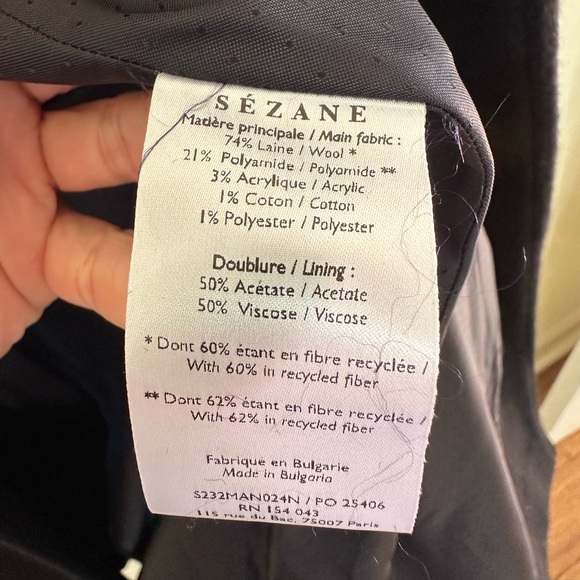 SÉZANE
Matière principale / Main fabric :
74% Laine / Wool *
21% Polyamide / Polyamide **
3% Acrylique / Acrylic
1% Coton / Cotton
1% Polyester / Polyester
Doublure / Lining :
50% Acétate / Acetate
50% Viscose / Viscose
* Dont 60% étant en fibre recyclée /
With 60% in recycled fiber
** Dont 62% étant en fibre recyclée /
With 62% in recycled fiber
Fabriqué en Bulgarie
Made in Bulgaria
S232MAN024N / PO 25406
RN 154 043
115 rue du Bac, 75007 Paris